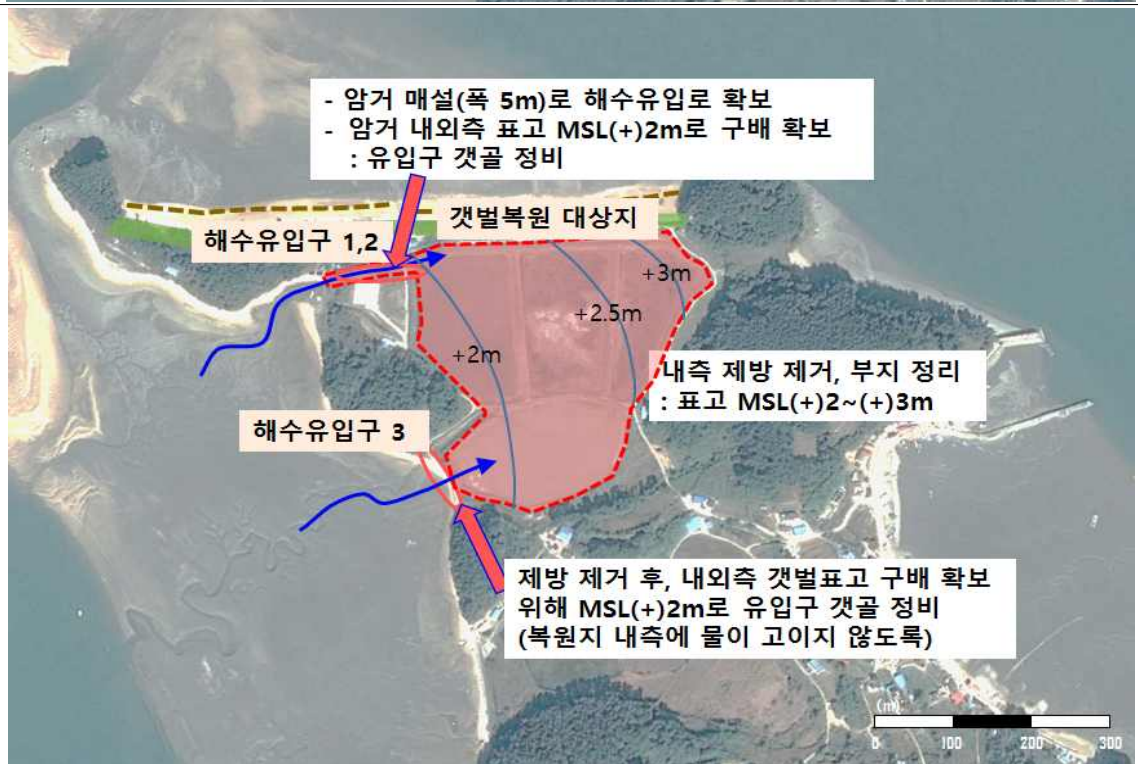 - 암거 매설(폭 5m)로 해수유입로 확보
- 암거 내외측 표고 MSL(+)2m로 구배 확보
: 유입구 갯골 정비
갯벌복원 대상지
해수유입구 1,2
+3m
+2.5m
+2m
내측 제방 제거, 부지 정리
: 표고 MSL(+)2~(+)3m
해수유입구 3
제방 제거 후, 내외측 갯벌표고 구배 확보
위해 MSL(+)2m로 유입구 갯골 정비
(복원지 내측에 물이 고이지 않도록)
(m)
0 100 200 300